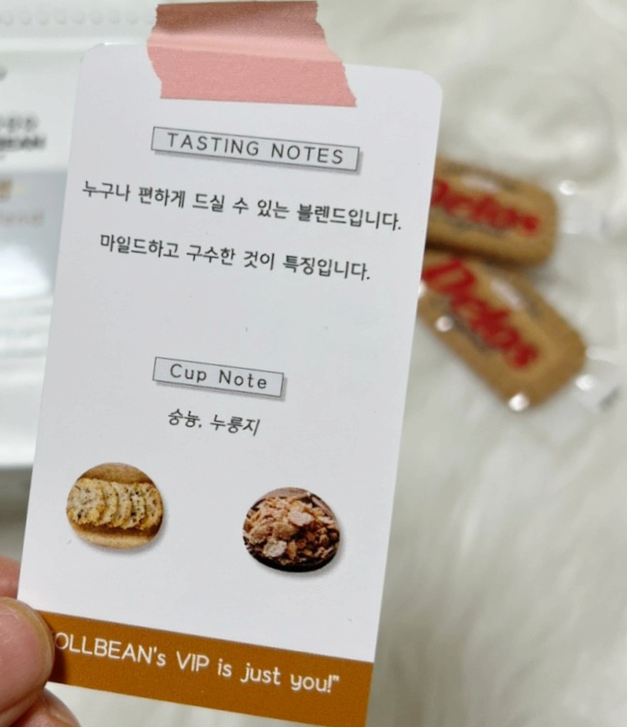 TASTING NOTES
누구나 편하게 드실 수 있는 블렌드입니다.
마일드하고 구수한 것이 특징입니다.
Cup Note
숭늉, 누룽지
OLLBEAN's VIP is just you!"
Delos
Delos